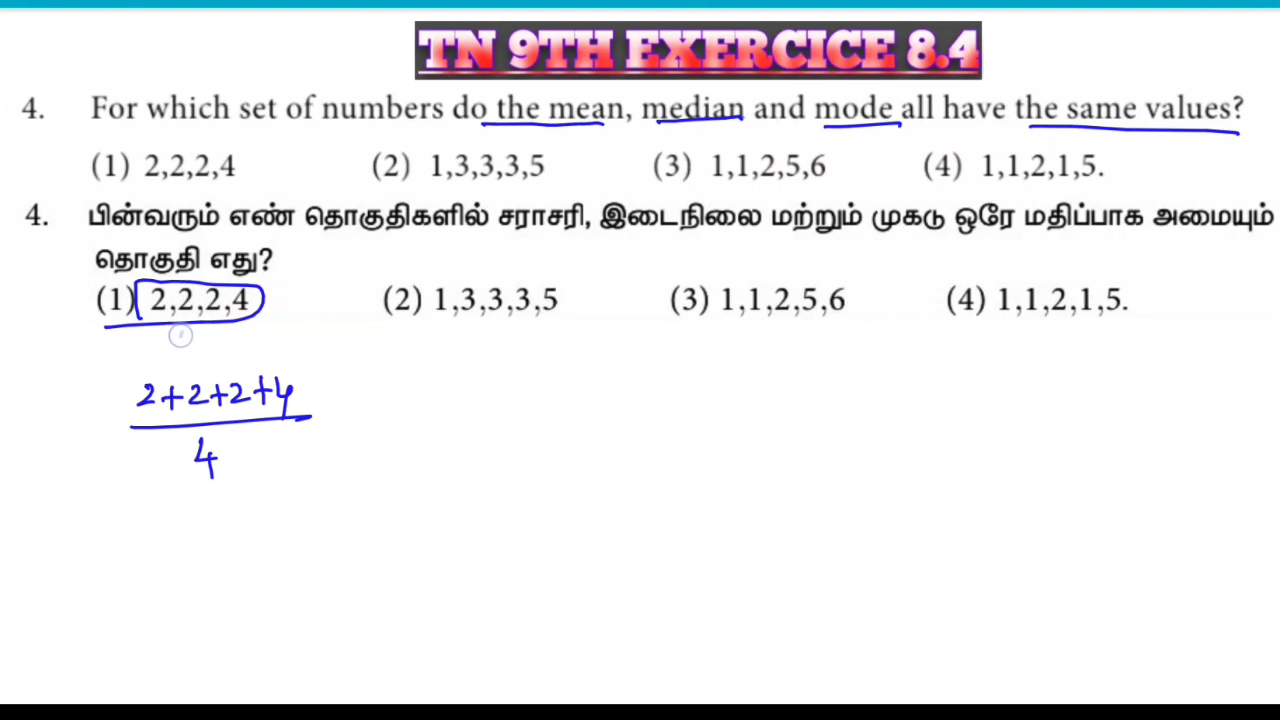 TN 9TH EXERCICE 8.4
4. For which set of numbers do the mean, median and mode all have the same values?
(1) 2,2,2,4 (2) 1,3,3,3,5 (3) 1,1,2,5,6 (4) 1,1,2,1,5.
4. பின்வரும் எண் தொகுதிகளில் சராசரி, இடைநிலை மற்றும் முகடு ஒரே மதிப்பாக அமையும்
தொகுதி எது?
(1) 2,2,2,4 (2) 1,3,3,3,5 (3) 1,1,2,5,6 (4) 1,1,2,1,5.
2+2+2+4
4